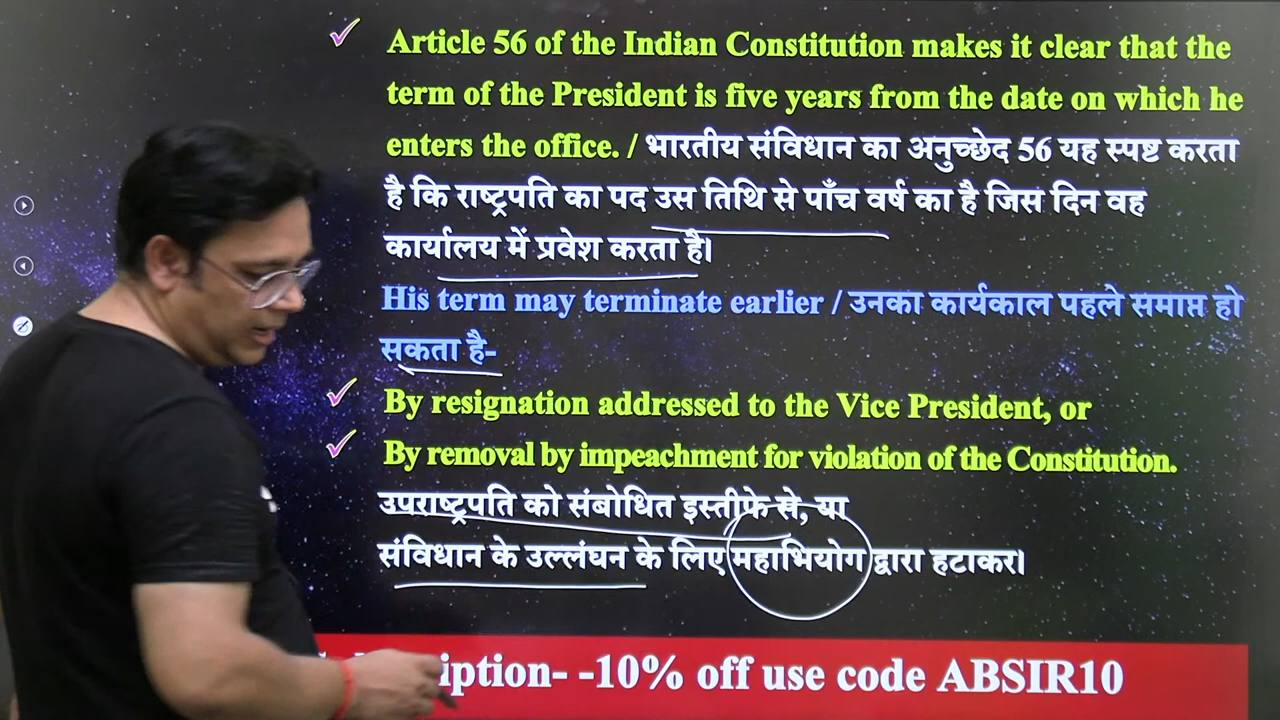 Article 56 of the Indian Constitution makes it clear that the
term of the President is five years from the date on which he
enters the office. / भारतीय संविधान का अनुच्छेद 56 यह स्पष्ट करता
है कि राष्ट्रपति का पद उस तिथि से पाँच वर्ष का है जिस दिन वह
कार्यालय में प्रवेश करता है।
His term may terminate earlier / उनका कार्यकाल पहले समाप्त हो
सकता है-
By resignation addressed to the Vice President, or
By removal by impeachment for violation of the Constitution.
उपराष्ट्रपति को संबोधित इस्तीफे से, या
संविधान के उल्लंघन के लिए महाभियोग द्वारा हटाकर।
-10% off use code ABSIR10